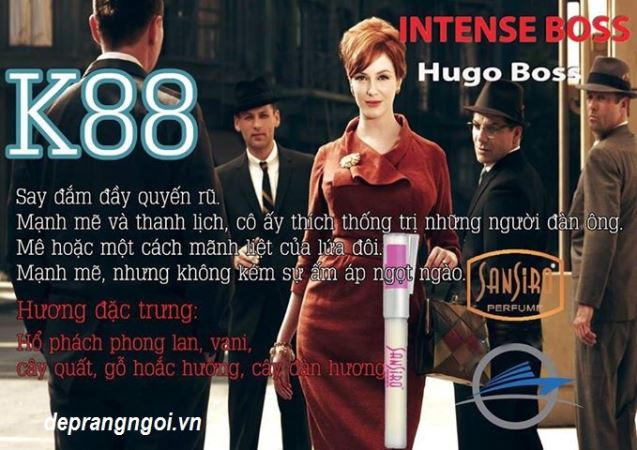 INTENSE BOSS
Hugo Boss
K88
Say đắm đầy quyến rũ.
Mạnh mẽ và thanh lịch, cô ấy thích thống trị những người đàn ông.
Mê hoặc một cách mãnh liệt của lứa đôi.
Mạnh mẽ, nhưng không kém sự ấm áp ngọt ngào.
SANSIRO
PERFUME
Hương đặc trưng:
Hổ phách phong lan, vani,
cây quất, gỗ hoắc hương, cây đàn hương
SANSIRO
deprangngoi.vn